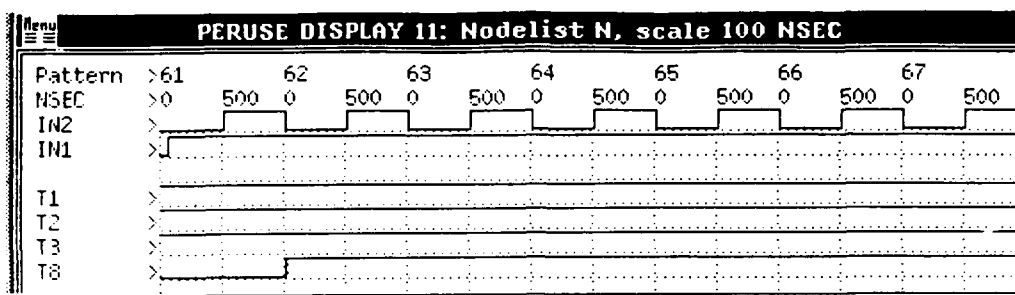 Menu
PERUSE DISPLAY 11: Nodelist N, scale 100 NSEC
Pattern >61 62 63 64 65 66 67
NSEC >0 500 0 500 0 500 0 500 0 500 0 500 0 500
IN2 >
IN1 >
T1 >
T2 >
T3 >
T8 >